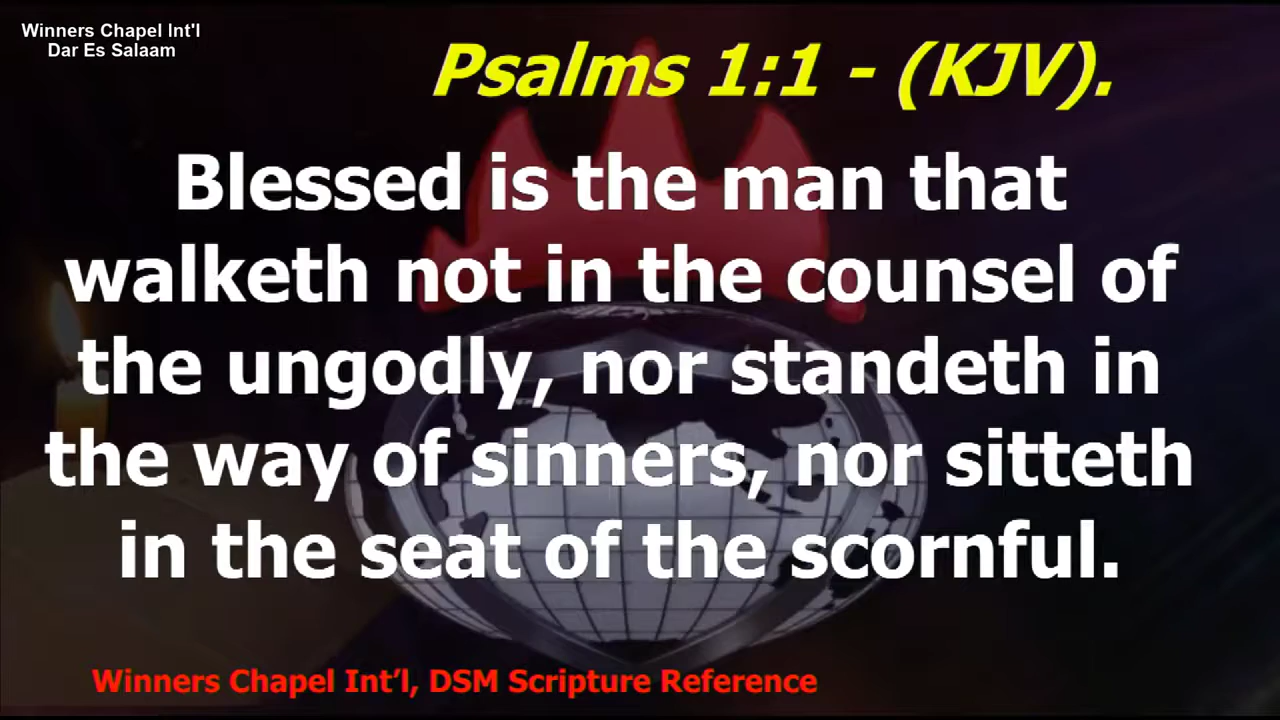 Winners Chapel Int'l
Dar Es Salaam
Psalms 1:1 - (KJV).
Blessed is the man that
walketh not in the counsel of
the ungodly, nor standeth in
the way of sinners, nor sitteth
in the seat of the scornful.
Winners Chapel Int’l, DSM Scripture Reference